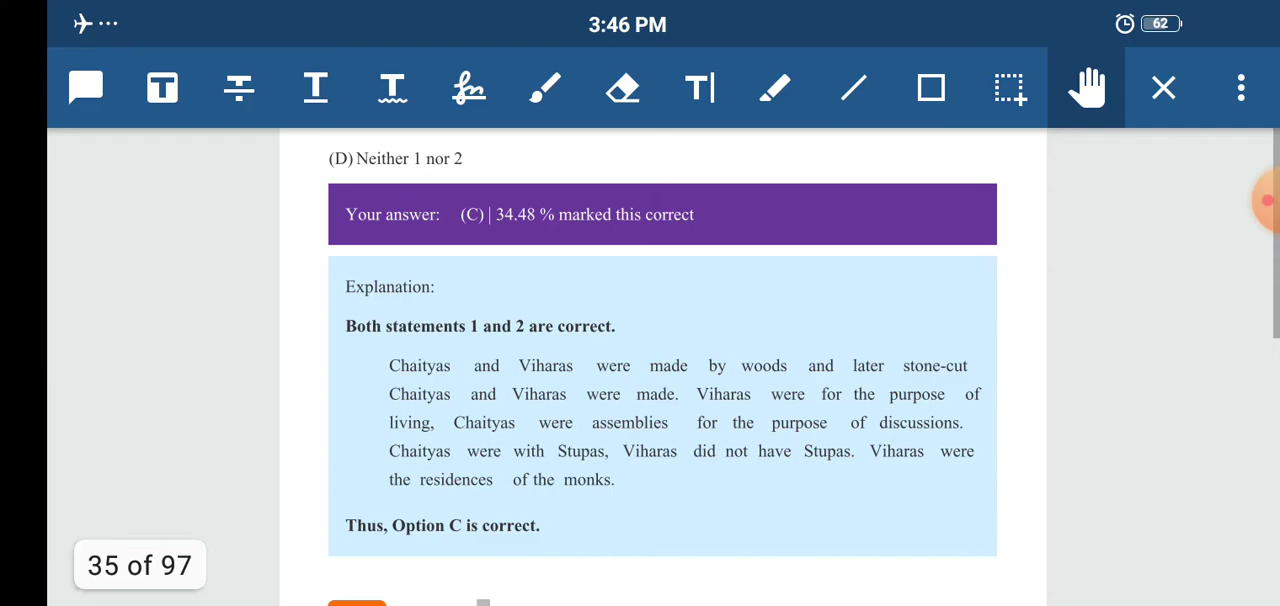 3:46 PM
62
T
T
T
T
(D) Neither 1 nor 2
Your answer: (C) | 34.48 % marked this correct
Explanation:
Both statements 1 and 2 are correct.
Chaityas and Viharas were made by woods and later stone-cut
Chaityas and Viharas were made. Viharas were for the purpose of
living, Chaityas were assemblies for the purpose of discussions.
Chaityas were with Stupas, Viharas did not have Stupas. Viharas were
the residences of the monks.
Thus, Option C is correct.
35 of 97